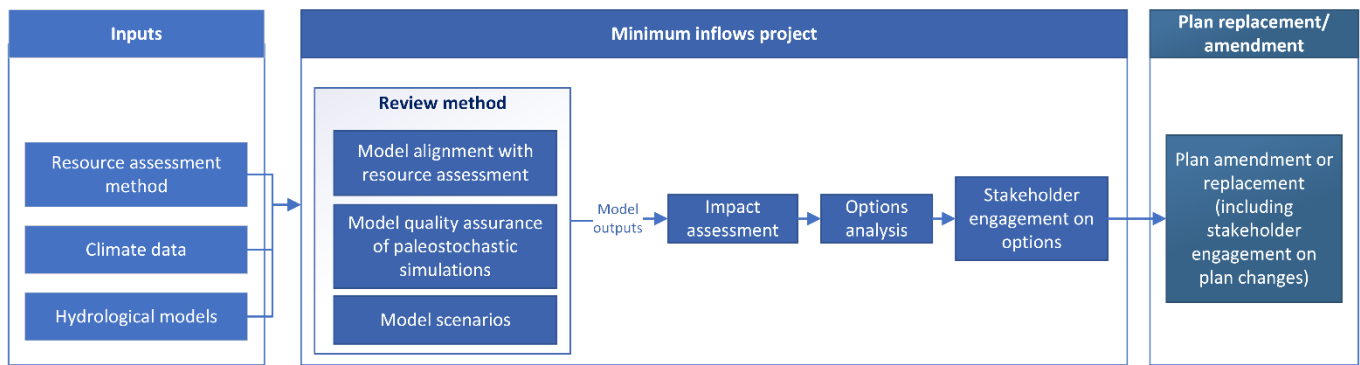 Inputs
Resource assessment
method
Climate data
Hydrological models
Minimum inflows project
Review method
Model alignment with
resource assessment
Model quality assurance
of paleostochastic
simulations
Model scenarios
Model
outputs
Impact
assessment
Options
analysis
Stakeholder
engagement on
options
Plan replacement/
amendment
Plan amendment or
replacement
(including
stakeholder
engagement on
plan changes)